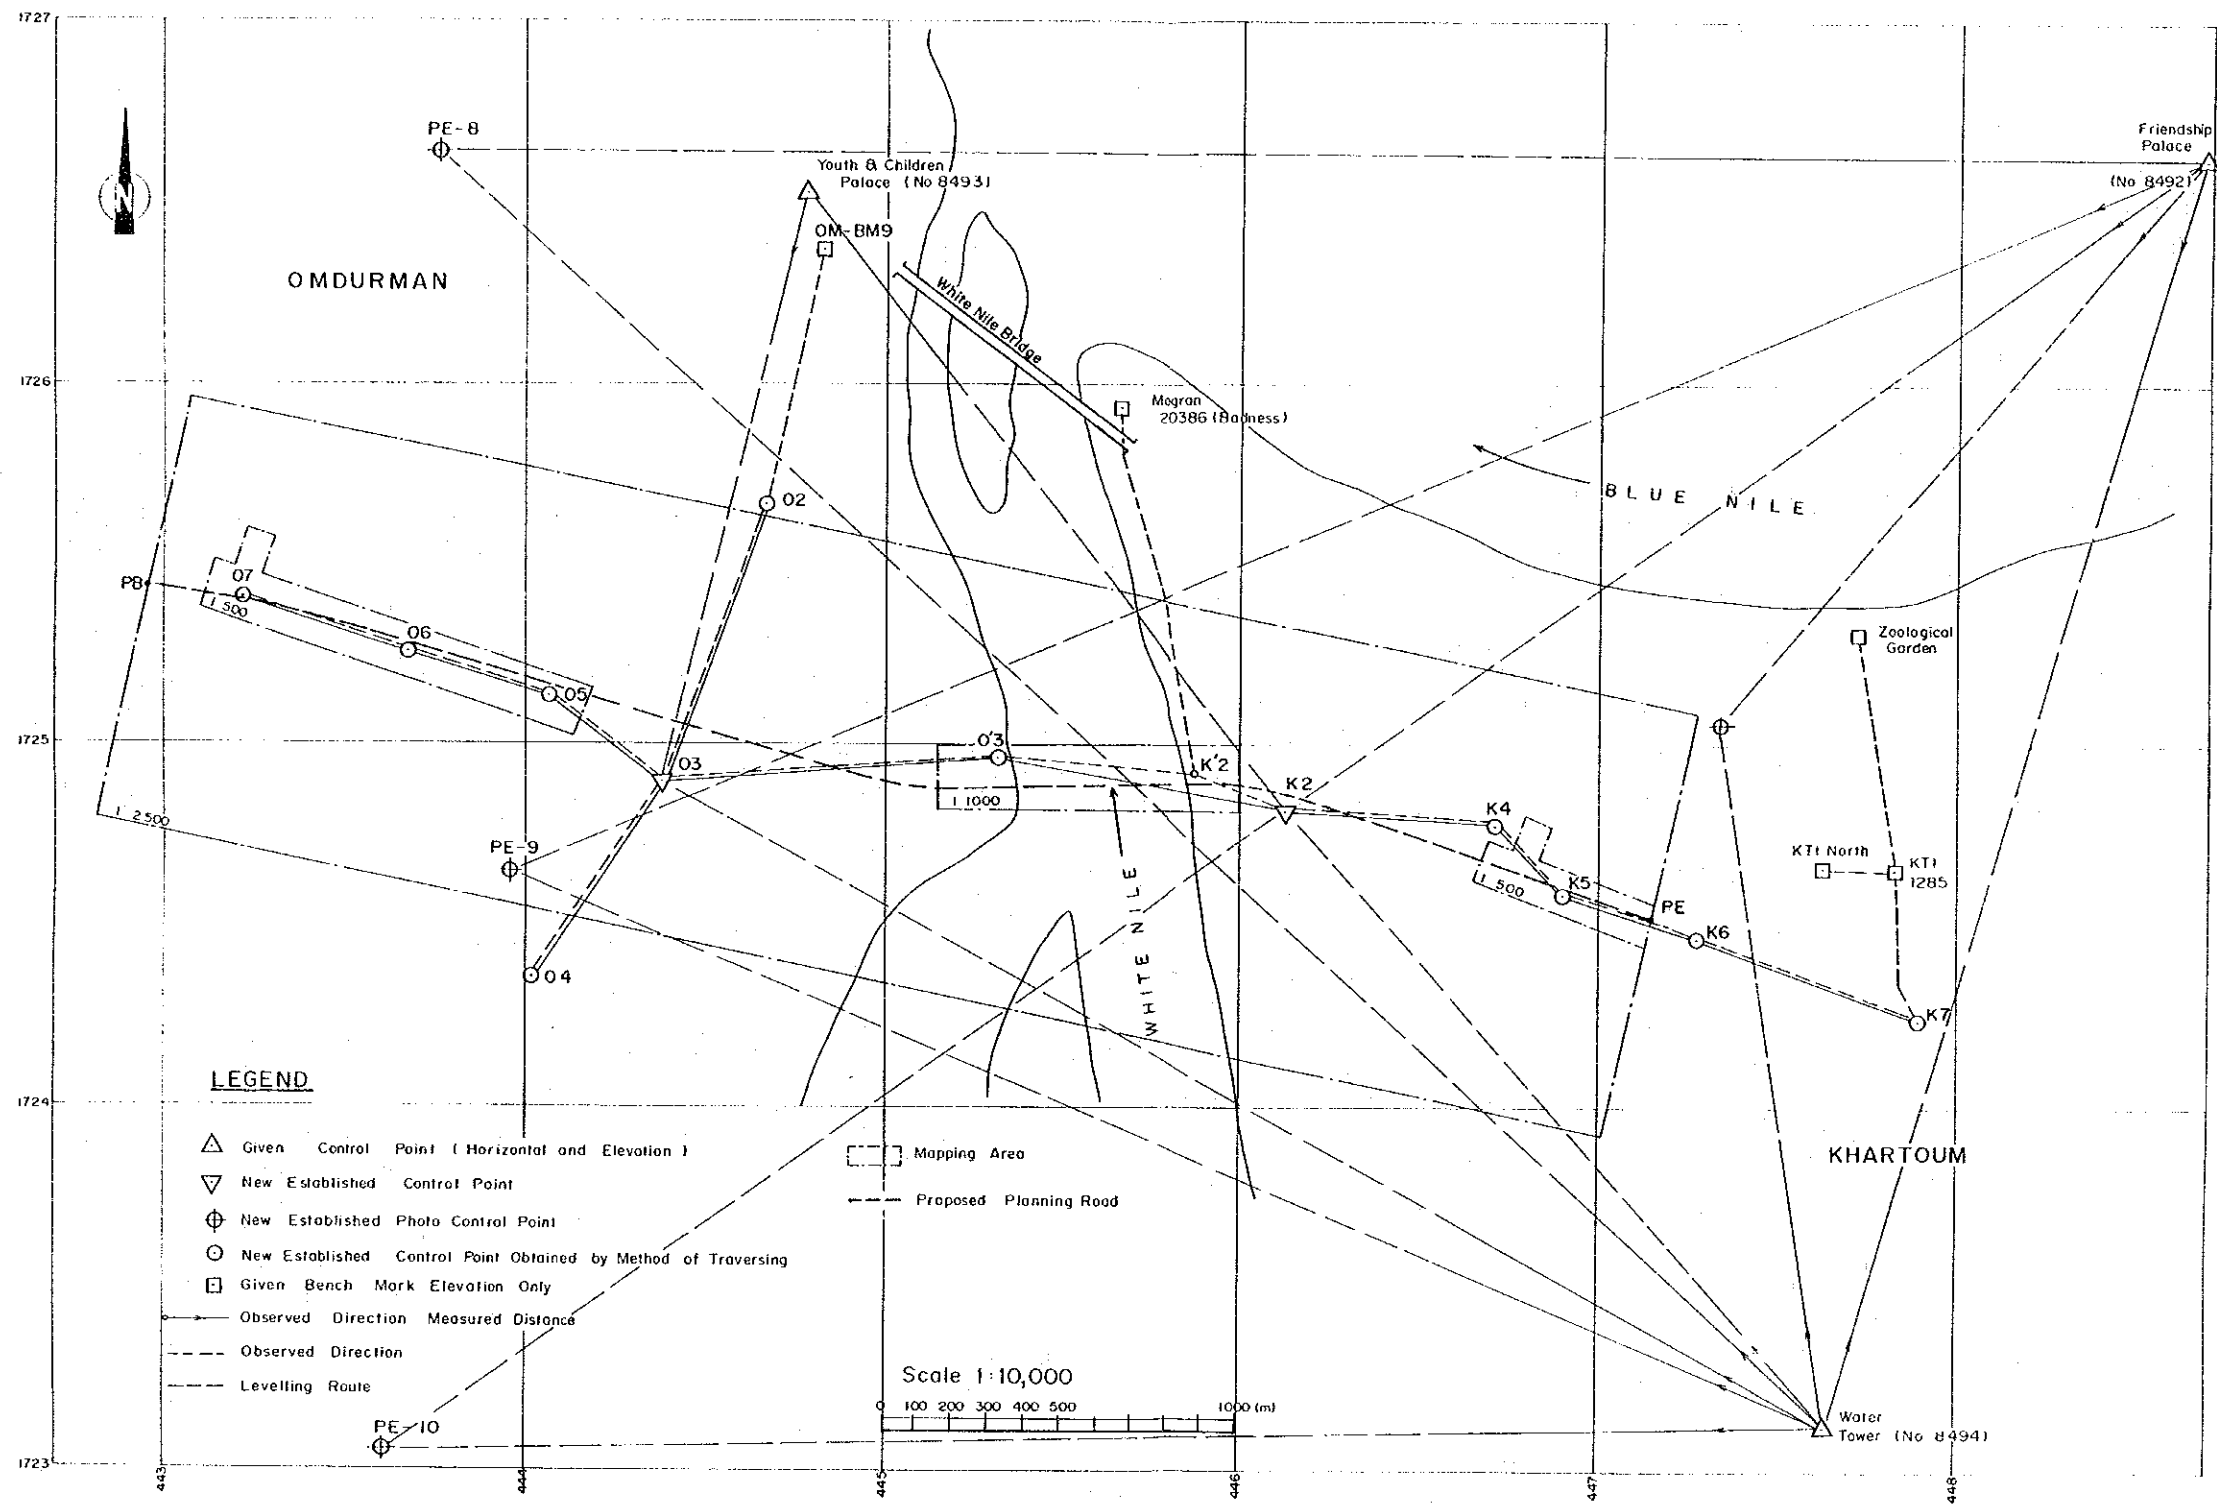 1727
PE-8
Friendship
Palace
(No 8492)
Youth & Children
Palace (No 8493)
OM-BM9
N
OMDURMAN
White Nile Bridge
1726
Mogran
20386 (Badness)
BLUE NILE
O2
PB
O7
1 500
O6
O5
Zoological
Garden
1725
O3
O'3
K'2
K2
1 1000
1 2500
K4
PE-9
KT1 North
KT1
1285
1 500
K5
PE
K6
O4
WHITE NILE
K7
LEGEND
1724
Given Control Point (Horizontal and Elevation)
New Established Control Point
New Established Photo Control Point
New Established Control Point Obtained by Method of Traversing
Given Bench Mark Elevation Only
Observed Direction Measured Distance
Observed Direction
Levelling Route
Mapping Area
Proposed Planning Road
KHARTOUM
Scale 1:10,000
0 100 200 300 400 500 1000 (m)
PE-10
Water
Tower (No 8494)
1723
443
444
445
446
447
448